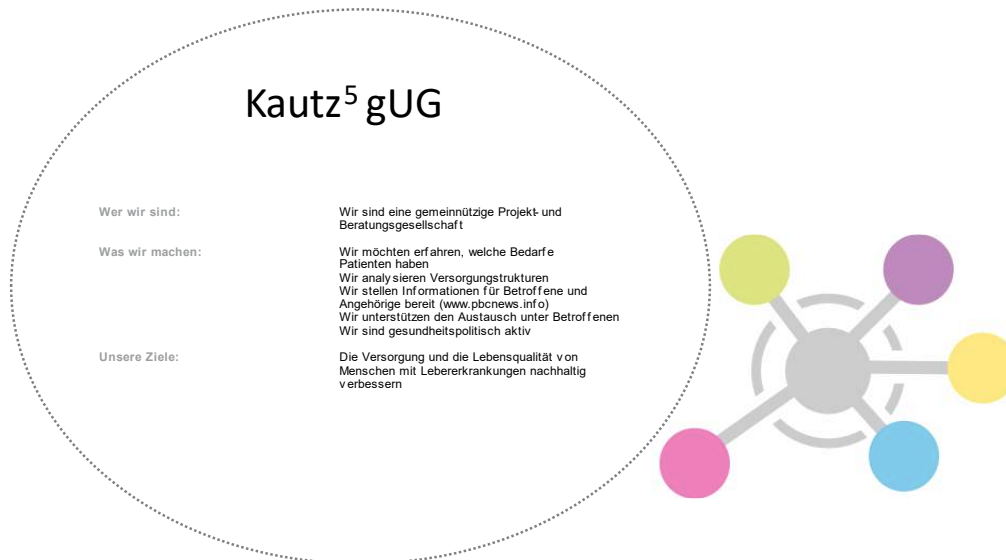 Kautz⁵ gUG
Wer wir sind:
Wir sind eine gemeinnützige Projekt- und
Beratungsgesellschaft
Was wir machen:
Wir möchten erfahren, welche Bedarfe
Patienten haben
Wir analysieren Versorgungstrukturen
Wir stellen Informationen für Betroffene und
Angehörige bereit (www.pbcnews.info)
Wir unterstützen den Austausch unter Betroffenen
Wir sind gesundheitspolitisch aktiv
Unsere Ziele:
Die Versorgung und die Lebensqualität von
Menschen mit Lebererkrankungen nachhaltig
verbessern